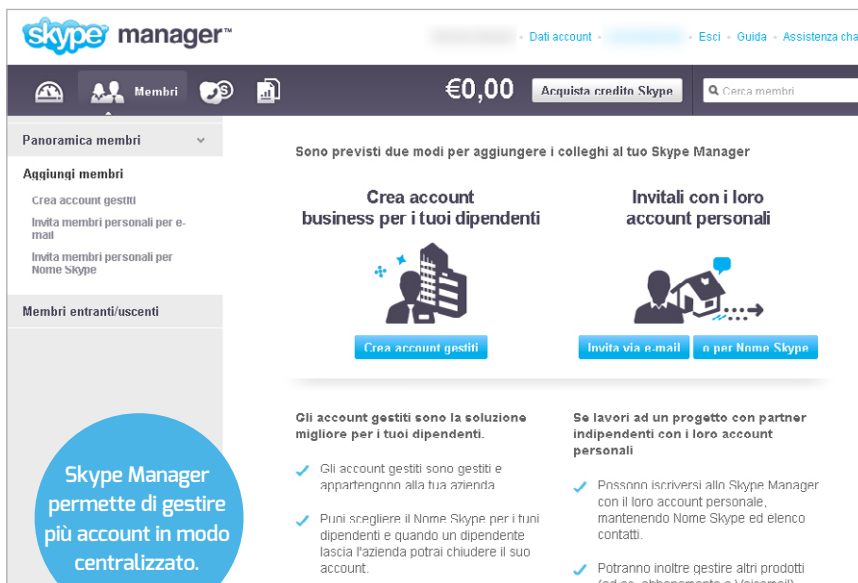 skype manager™
Dati account
Esci
Guida
Assistenza cha
Membri
€0,00
Acquista credito Skype
Cerca membri
Panoramica membri
Aggiungi membri
Crea account gestiti
Invita membri personali per e-
mail
Invita membri personali per
Nome Skype
Membri entranti/uscenti
Sono previsti due modi per aggiungere i colleghi al tuo Skype Manager
Crea account
business per i tuoi dipendenti
Crea account gestiti
Invitali con i loro
account personali
Invita via e-mail
o per Nome Skype
Gli account gestiti sono la soluzione
migliore per i tuoi dipendenti.
Gli account gestiti sono gestiti e
appartengono alla tua azienda
Puoi scegliere il Nome Skype per i tuoi
dipendenti e quando un dipendente
lascia l'azienda potrai chiudere il suo
account.
Se lavori ad un progetto con partner
indipendenti con i loro account
personali
Possono iscriversi allo Skype Manager
con il loro account personale,
mantenendo Nome Skype ed elenco
contatti.
Potranno inoltre gestire altri prodotti
(ad es. abbonamento a Voicemail)
Skype Manager
permette di gestire
più account in modo
centralizzato.